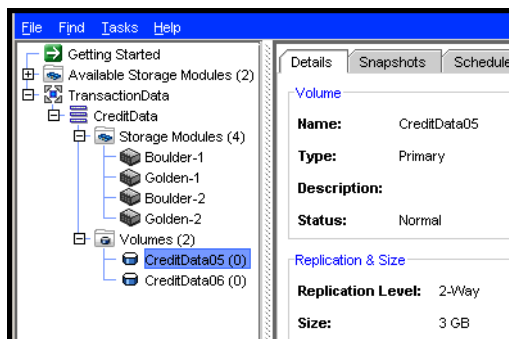 File Find Tasks Help
Getting Started
Available Storage Modules (2)
TransactionData
CreditData
Storage Modules (4)
Boulder-1
Golden-1
Boulder-2
Golden-2
Volumes (2)
CreditData05 (0)
CreditData06 (0)
Details Snapshots Schedule
Volume
Name: CreditData05
Type: Primary
Description:
Status: Normal
Replication & Size
Replication Level: 2-Way
Size: 3 GB